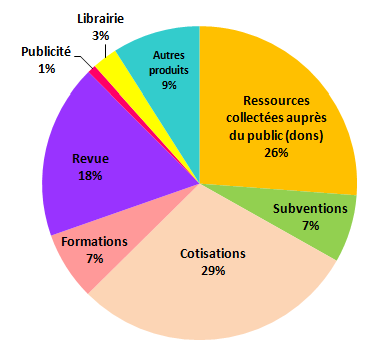 Librairie
3%
Publicité
1%
Autres
produits
9%
Ressources
collectées auprès
du public (dons)
26%
Revue
18%
Subventions
7%
Formations
7%
Cotisations
29%